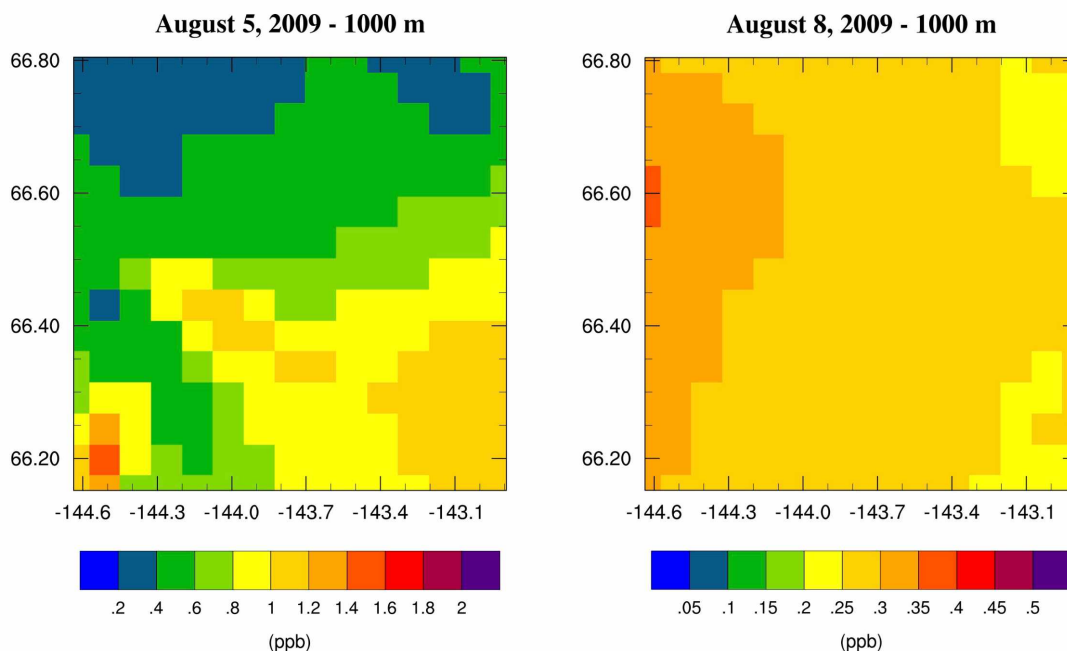 August 5, 2009 - 1000 m
66.80
66.60
66.40
66.20
-144.6 -144.3 -144.0 -143.7 -143.4 -143.1
.2 .4 .6 .8 1 1.2 1.4 1.6 1.8 2
(ppb)
August 8, 2009 - 1000 m
66.80
66.60
66.40
66.20
-144.6 -144.3 -144.0 -143.7 -143.4 -143.1
.05 .1 .15 .2 .25 .3 .35 .4 .45 .5
(ppb)